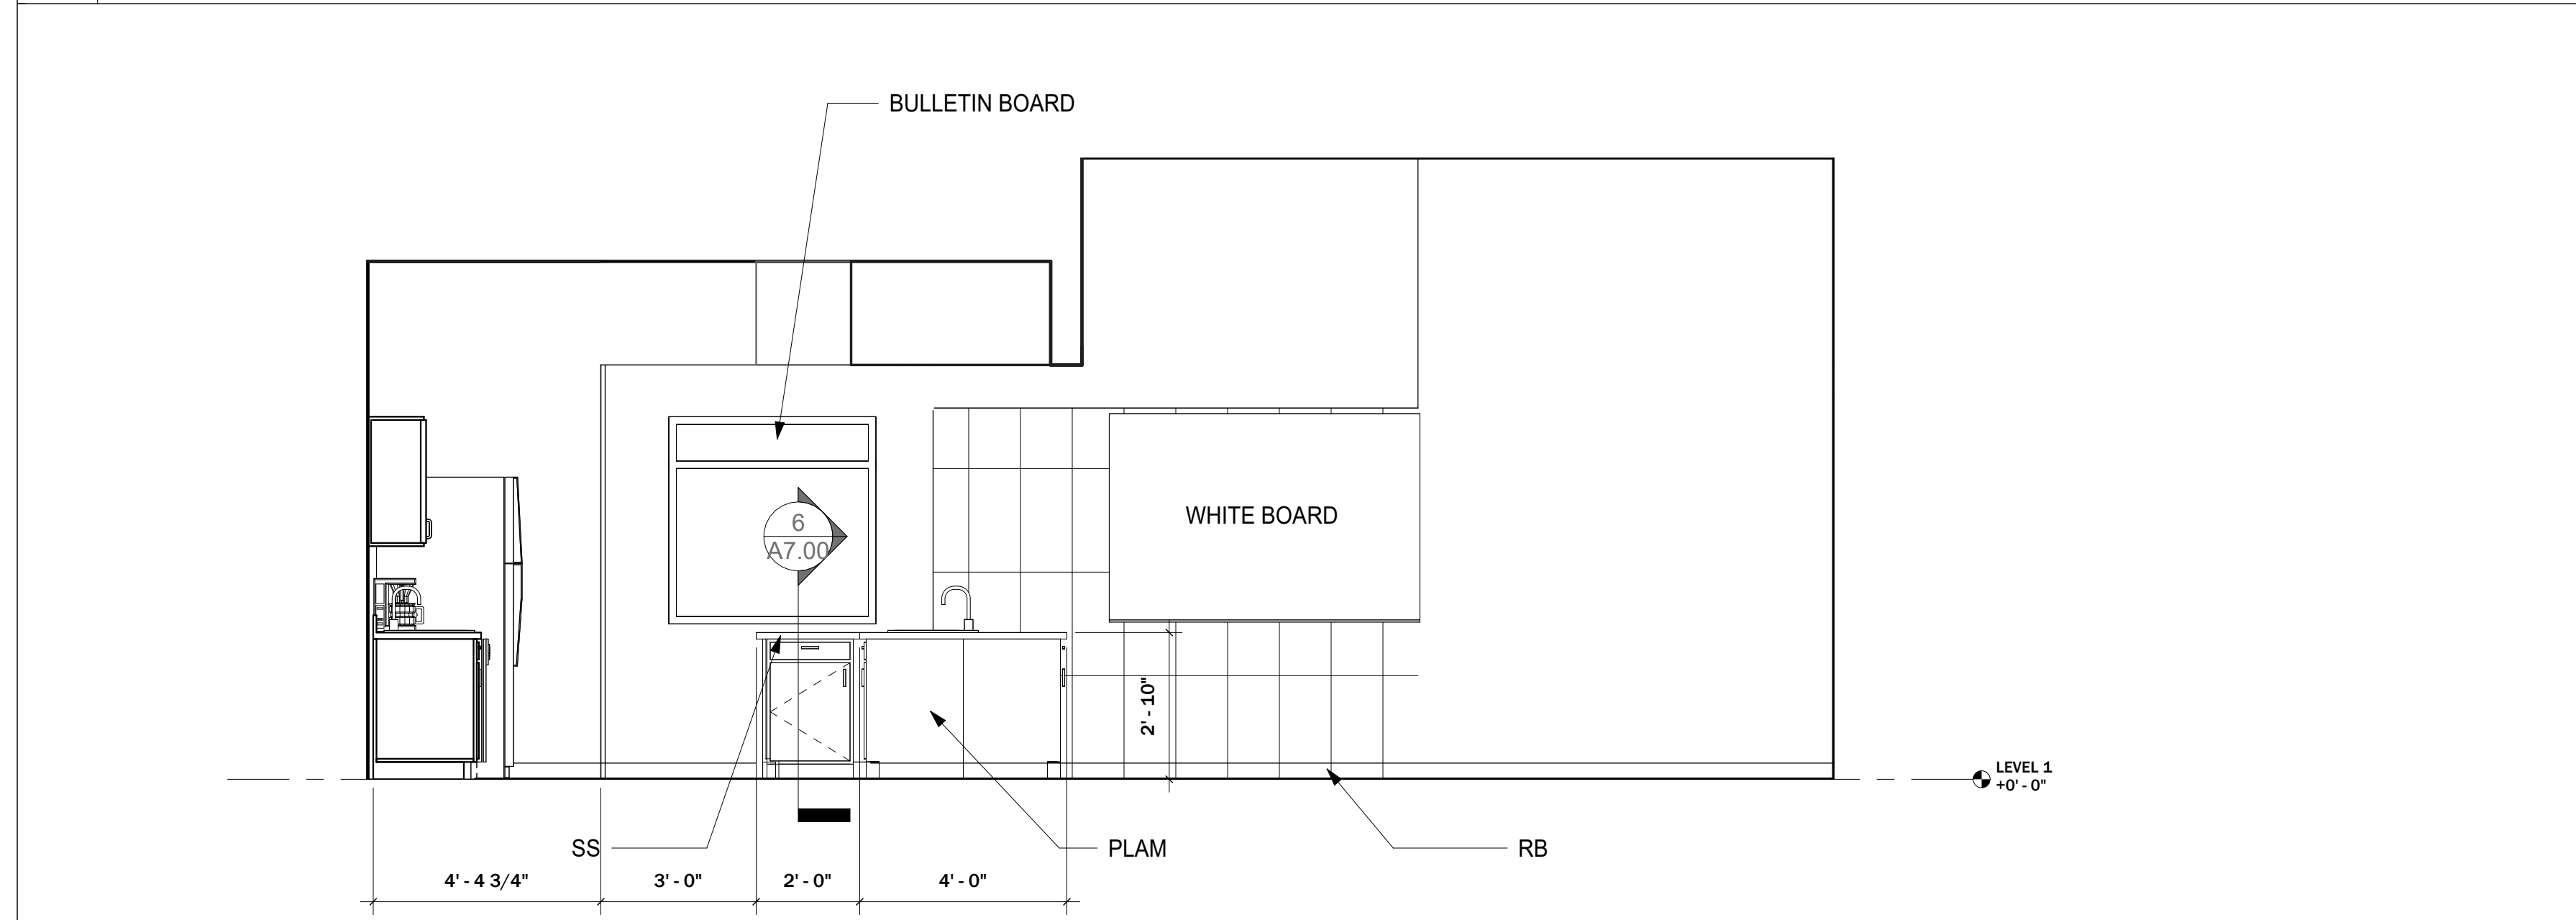 BULLETIN BOARD
6
A7.00
WHITE BOARD
2' - 10"
LEVEL 1
+0' - 0"
SS
PLAM
RB
4' - 4 3/4"
3' - 0"
2' - 0"
4' - 0"